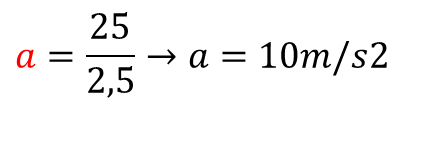 a = 25/2,5 → a = 10m/s2